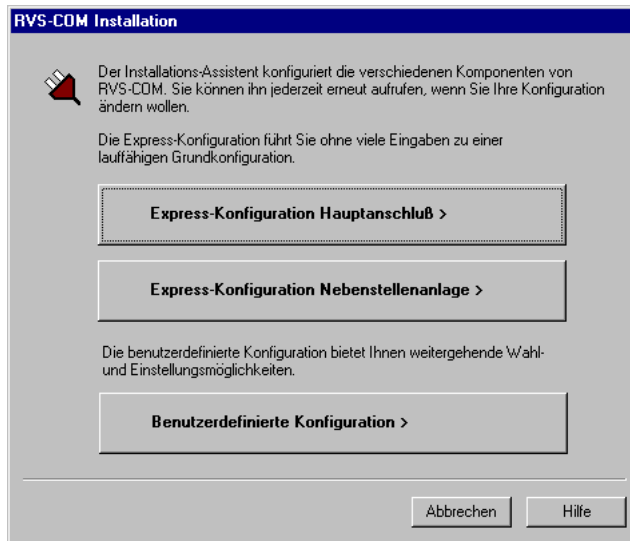 RVS-COM Installation
Der Installations-Assistent konfiguriert die verschiedenen Komponenten von
RVS-COM. Sie können ihn jederzeit erneut aufrufen, wenn Sie Ihre Konfiguration
ändern wollen.
Die Express-Konfiguration führt Sie ohne viele Eingaben zu einer
lauffähigen Grundkonfiguration.
Express-Konfiguration Hauptanschluß >
Express-Konfiguration Nebenstellenanlage >
Die benutzerdefinierte Konfiguration bietet Ihnen weitergehende Wahl-
und Einstellungsmöglichkeiten.
Benutzerdefinierte Konfiguration >
Abbrechen
Hilfe